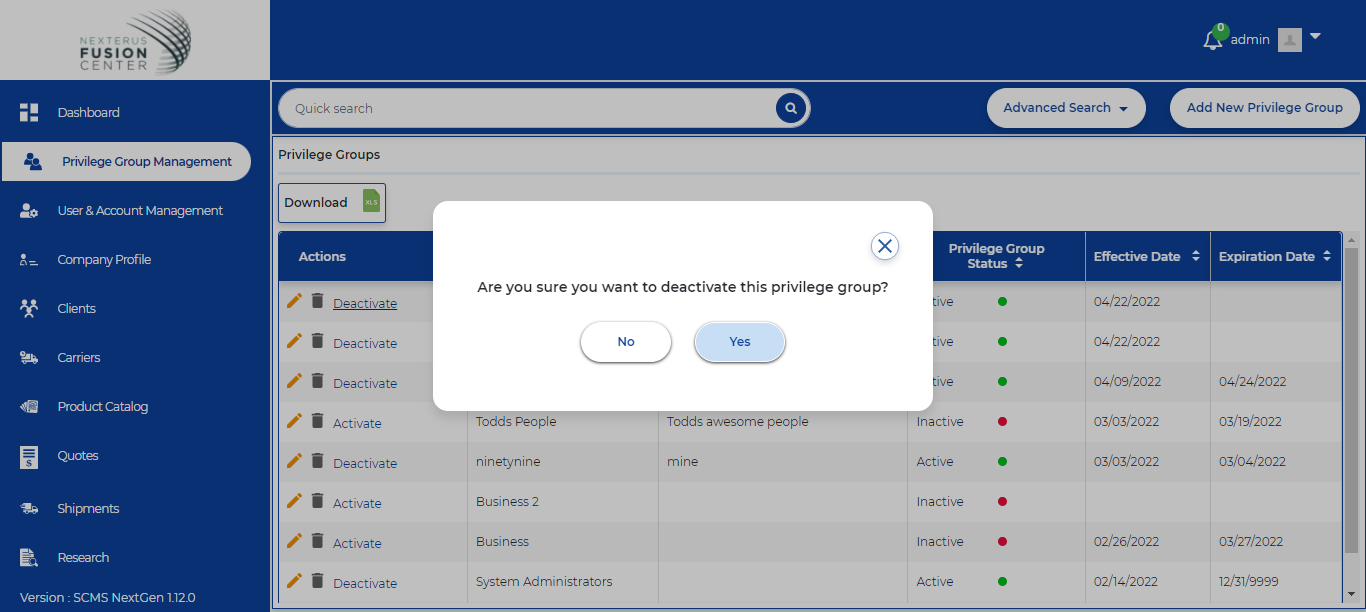 NEXTERUS
FUSION
CENTER
0
admin
Dashboard
Privilege Group Management
User & Account Management
Company Profile
Clients
Carriers
Product Catalog
Quotes
Shipments
Research
Version : SCMS NextGen 1.12.0
Quick search
Advanced Search
Add New Privilege Group
Privilege Groups
Download
XLS
Actions
Privilege Group
Status
Effective Date
Expiration Date
Deactivate
04/22/2022
Deactivate
04/22/2022
Deactivate
04/09/2022 04/24/2022
Activate Todds People Todds awesome people Inactive 03/03/2022 03/19/2022
Deactivate ninetynine mine Active 03/03/2022 03/04/2022
Activate Business 2 Inactive
Activate Business Inactive 02/26/2022 03/27/2022
Deactivate System Administrators Active 02/14/2022 12/31/9999
Are you sure you want to deactivate this privilege group?
No
Yes